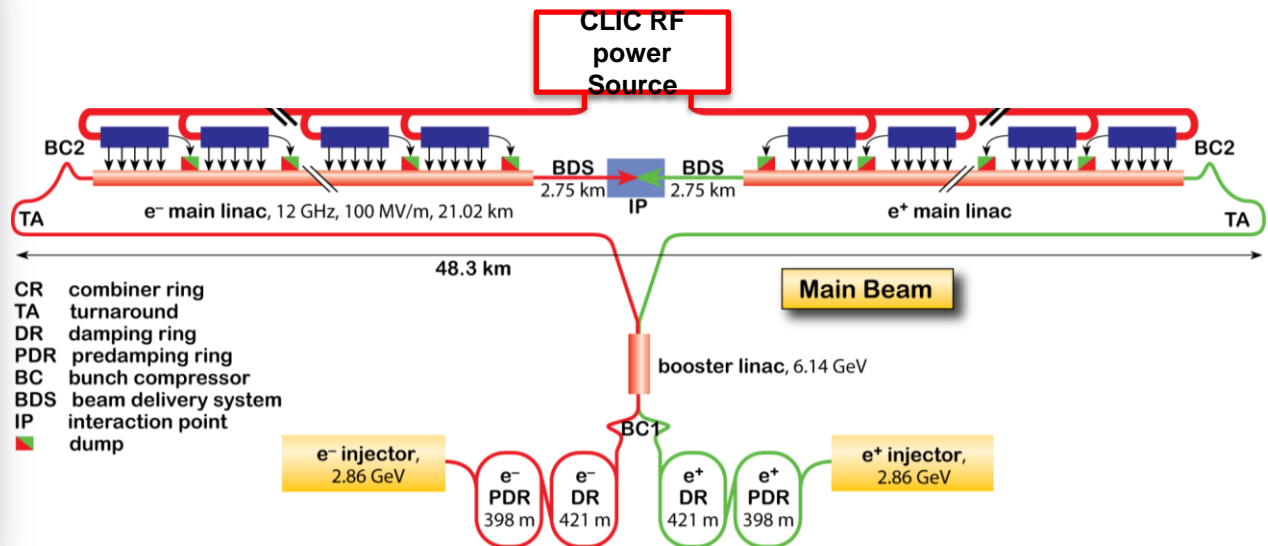 CLIC RF
power
Source
BC2
BC2
BDS
2.75 km
BDS
2.75 km
IP
TA
e⁻ main linac, 12 GHz, 100 MV/m, 21.02 km
e⁺ main linac
TA
48.3 km
Main Beam
CR combiner ring
TA turnaround
DR damping ring
PDR predamping ring
BC bunch compressor
BDS beam delivery system
IP interaction point
dump
booster linac, 6.14 GeV
BC1
e⁻ injector,
2.86 GeV
e⁻
PDR
398 m
e⁻
DR
421 m
e⁺
DR
421 m
e⁺
PDR
398 m
e⁺ injector,
2.86 GeV